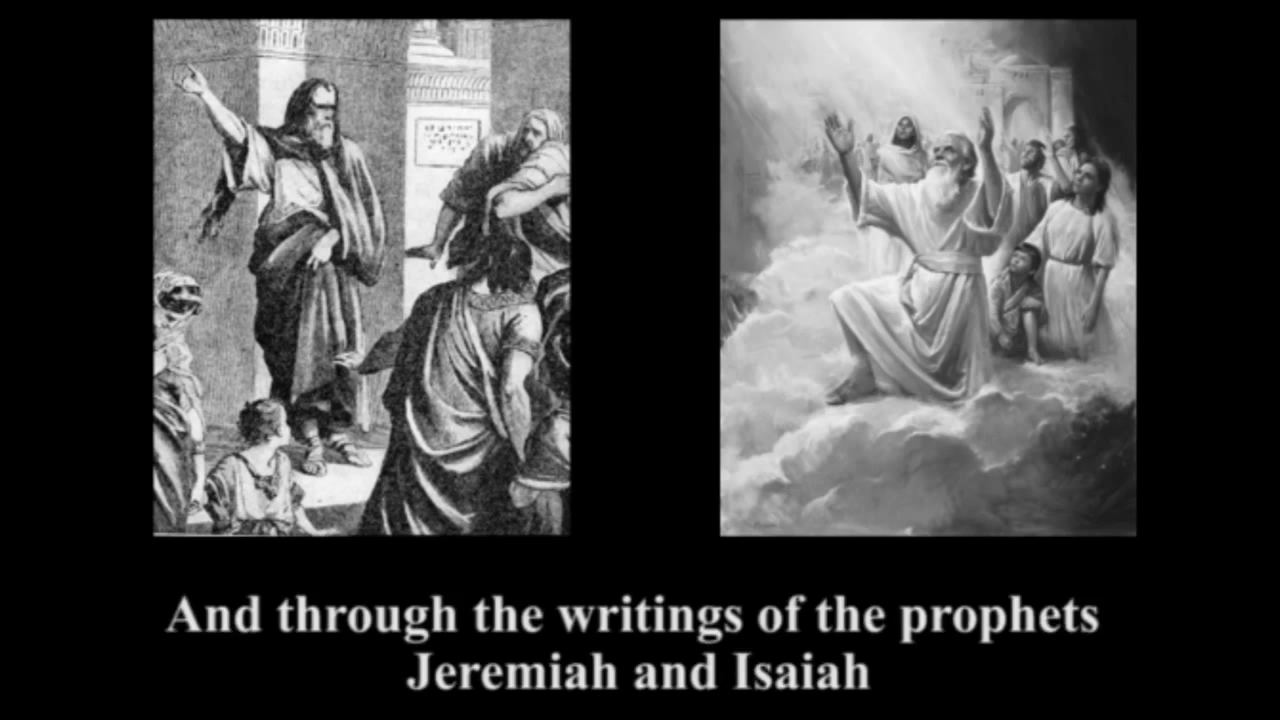 And through the writings of the prophets
Jeremiah and Isaiah